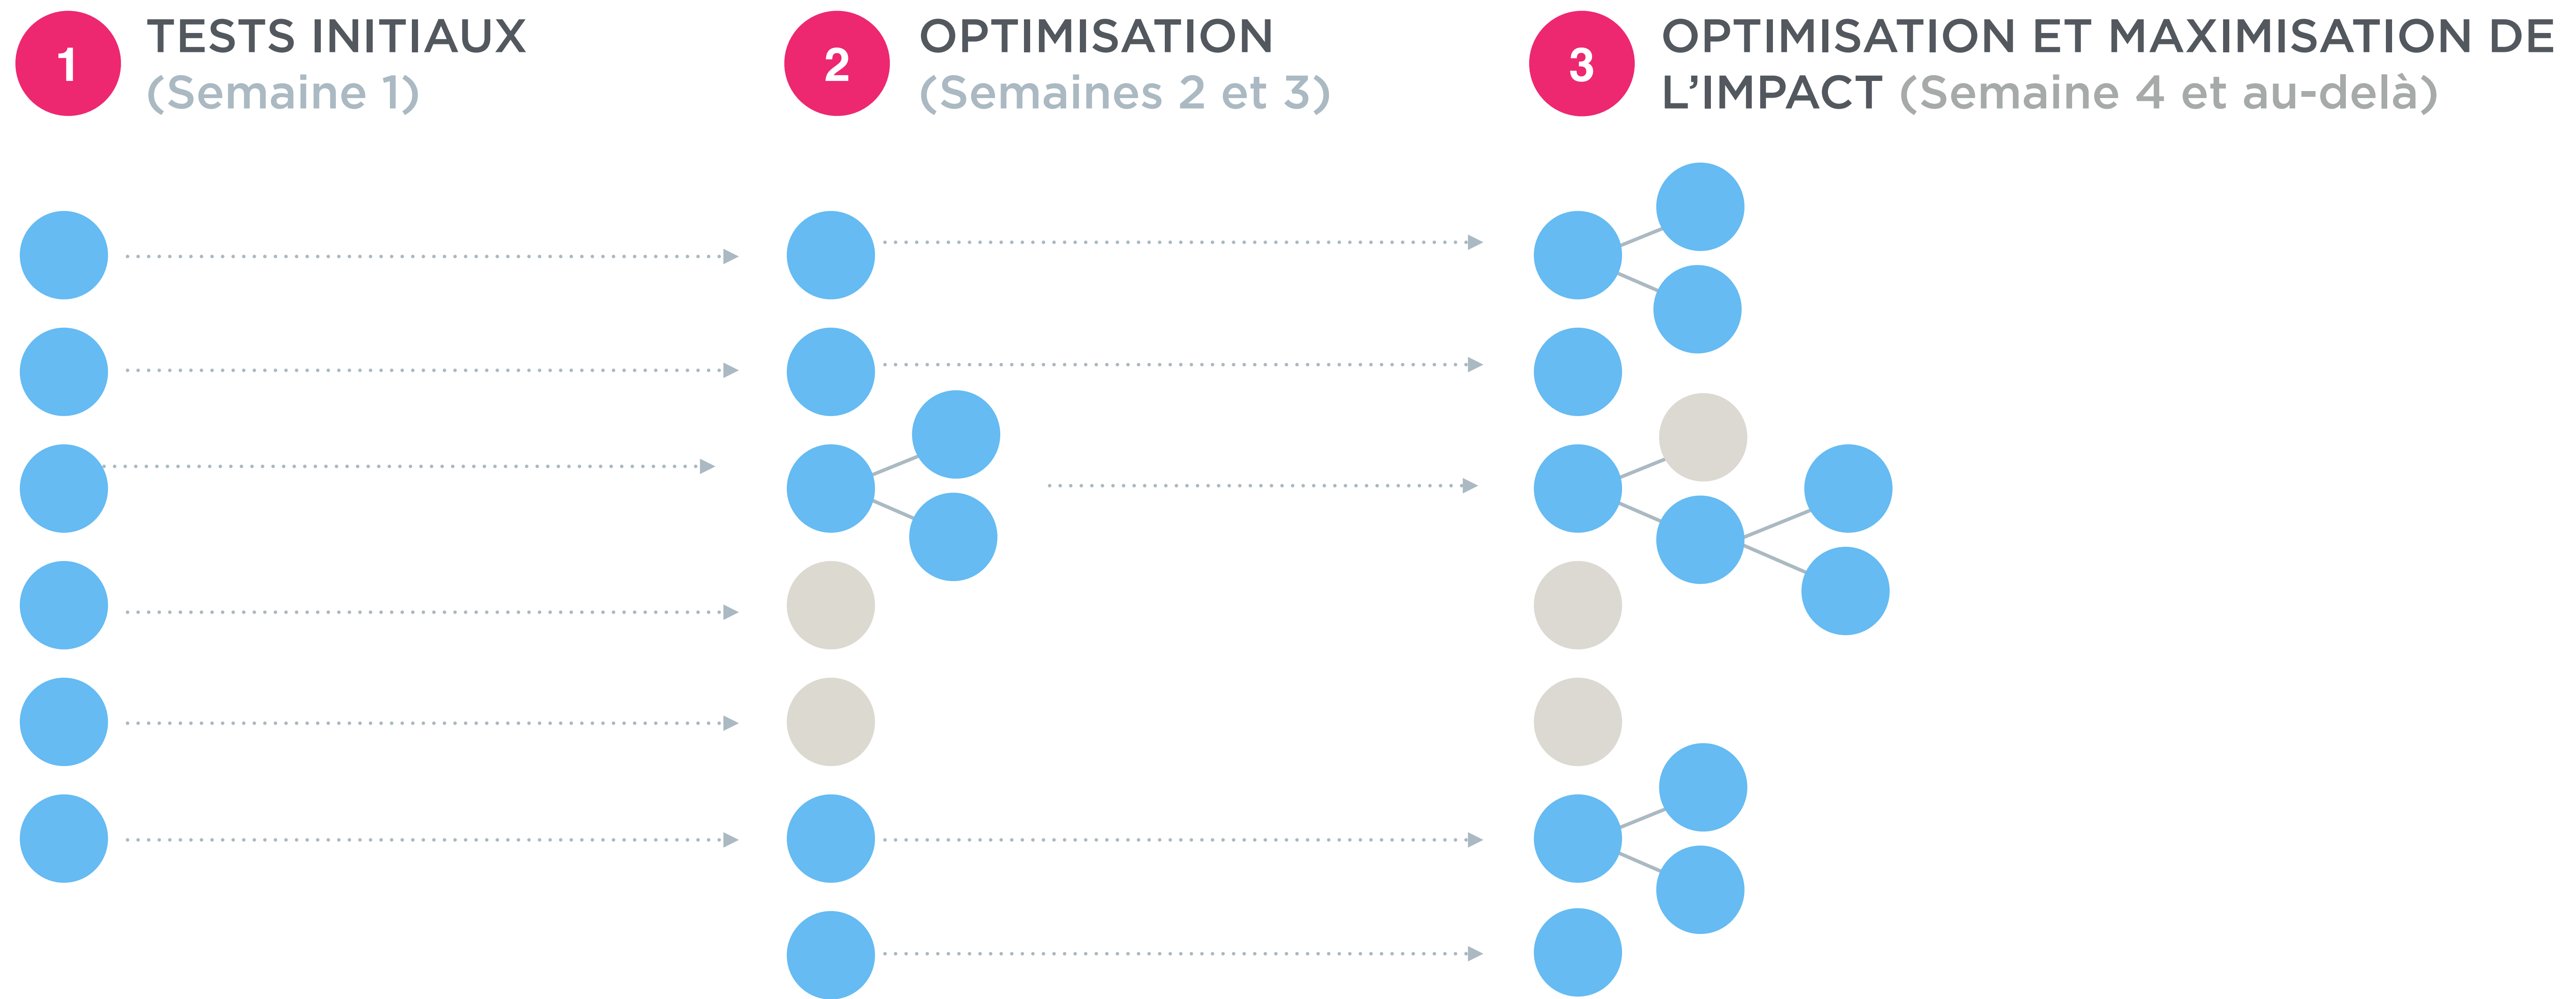 1
TESTS INITIAUX
(Semaine 1)
2
OPTIMISATION
(Semaines 2 et 3)
3
OPTIMISATION ET MAXIMISATION DE
L’IMPACT (Semaine 4 et au-delà)